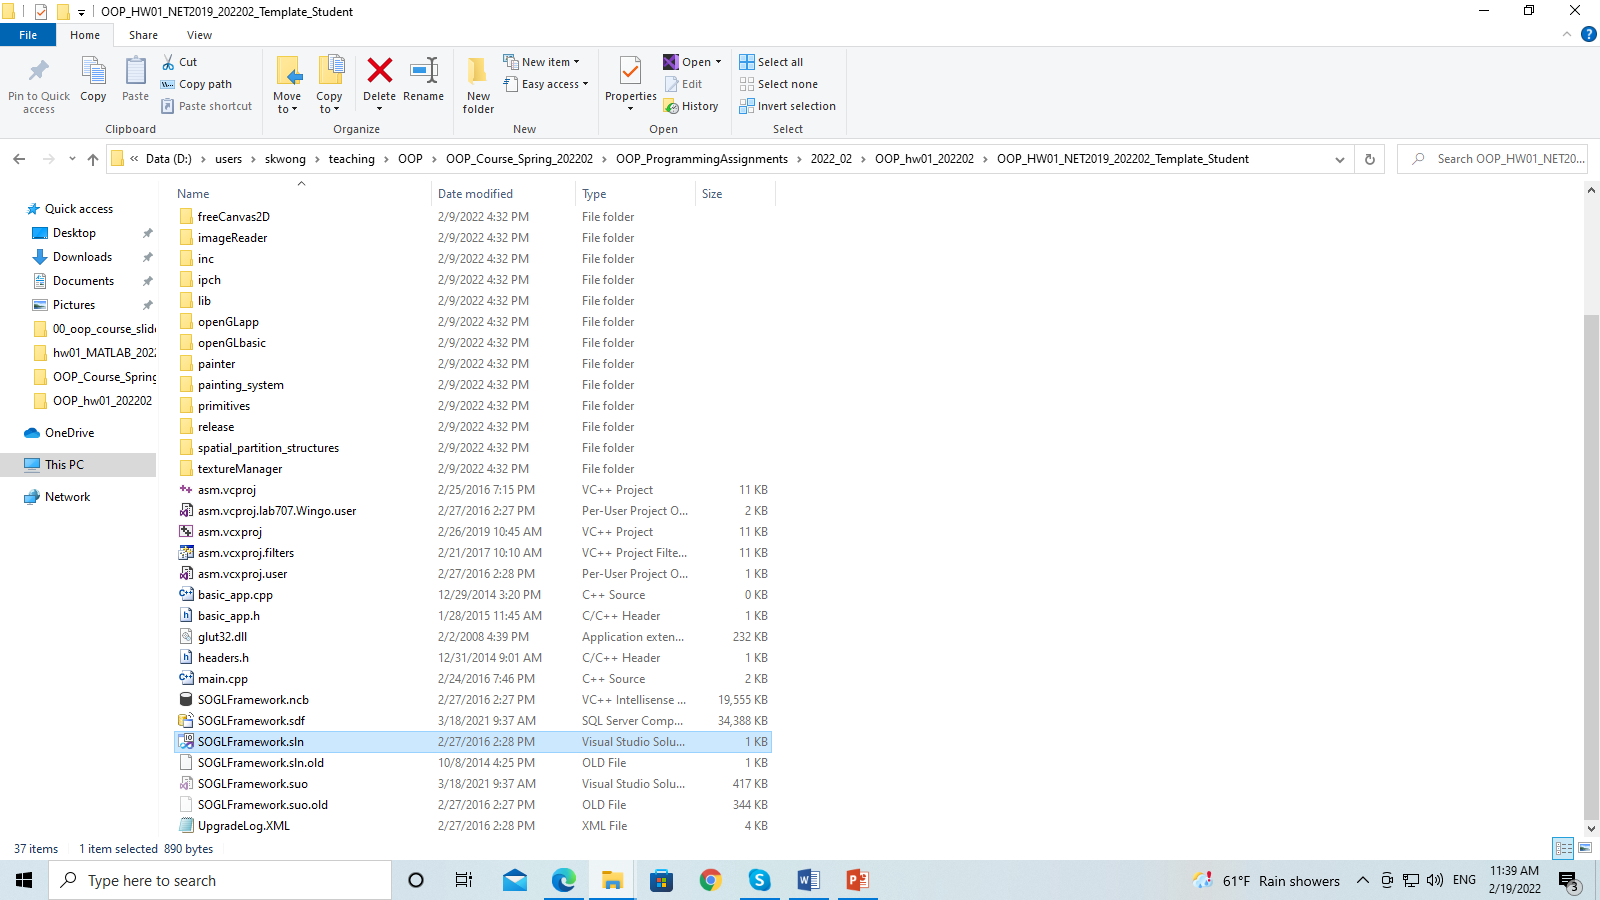 OOP_HW01_NET2019_202202_Template_Student
File Home Share View
Pin to Quick access
Copy
Paste
Cut
Copy path
Paste shortcut
Clipboard
Move to
Copy to
Delete
Rename
Organize
New folder
New item
Easy access
New
Properties
Open
Edit
History
Open
Select all
Select none
Invert selection
Select
« Data (D:) > users > skwong > teaching > OOP > OOP_Course_Spring_202202 > OOP_ProgrammingAssignments > 2022_02 > OOP_hw01_202202 > OOP_HW01_NET2019_202202_Template_Student
Search OOP_HW01_NET20...
Quick access
Desktop
Downloads
Documents
Pictures
00_oop_course_slide
hw01_MATLAB_202
OOP_Course_Spring
OOP_hw01_202202
OneDrive
This PC
Network
Name Date modified Type Size
freeCanvas2D 2/9/2022 4:32 PM File folder
imageReader 2/9/2022 4:32 PM File folder
inc 2/9/2022 4:32 PM File folder
ipch 2/9/2022 4:32 PM File folder
lib 2/9/2022 4:32 PM File folder
openGLapp 2/9/2022 4:32 PM File folder
openGLbasic 2/9/2022 4:32 PM File folder
painter 2/9/2022 4:32 PM File folder
painting_system 2/9/2022 4:32 PM File folder
primitives 2/9/2022 4:32 PM File folder
release 2/9/2022 4:32 PM File folder
spatial_partition_structures 2/9/2022 4:32 PM File folder
textureManager 2/9/2022 4:32 PM File folder
asm.vcproj 2/25/2016 7:15 PM VC++ Project 11 KB
asm.vcproj.lab707.Wingo.user 2/27/2016 2:27 PM Per-User Project O... 2 KB
asm.vcxproj 2/26/2019 10:45 AM VC++ Project 11 KB
asm.vcxproj.filters 2/21/2017 10:10 AM VC++ Project Filte... 11 KB
asm.vcxproj.user 2/27/2016 2:28 PM Per-User Project O... 1 KB
basic_app.cpp 12/29/2014 3:20 PM C++ Source 0 KB
basic_app.h 1/28/2015 11:45 AM C/C++ Header 1 KB
glut32.dll 2/2/2008 4:39 PM Application exten... 232 KB
headers.h 12/31/2014 9:01 AM C/C++ Header 1 KB
main.cpp 2/24/2016 7:46 PM C++ Source 2 KB
SOGLFramework.ncb 2/27/2016 2:27 PM VC++ Intellisense ... 19,555 KB
SOGLFramework.sdf 3/18/2021 9:37 AM SQL Server Comp... 34,388 KB
SOGLFramework.sln 2/27/2016 2:28 PM Visual Studio Solu... 1 KB
SOGLFramework.sln.old 10/8/2014 4:25 PM OLD File 1 KB
SOGLFramework.suo 3/18/2021 9:37 AM Visual Studio Solu... 417 KB
SOGLFramework.suo.old 2/27/2016 2:27 PM OLD File 344 KB
UpgradeLog.XML 2/27/2016 2:28 PM XML File 4 KB
37 items 1 item selected 890 bytes
Type here to search
61°F Rain showers
ENG
11:39 AM
2/19/2022
3